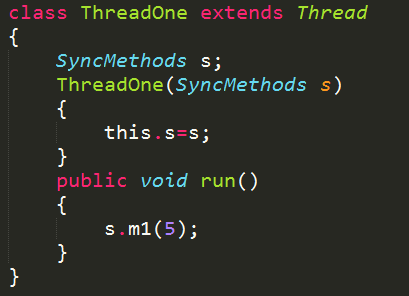 class ThreadOne extends Thread
{
    SyncMethods s;
    ThreadOne(SyncMethods s)
    {
        this.s=s;
    }
    public void run()
    {
        s.m1(5);
    }
}